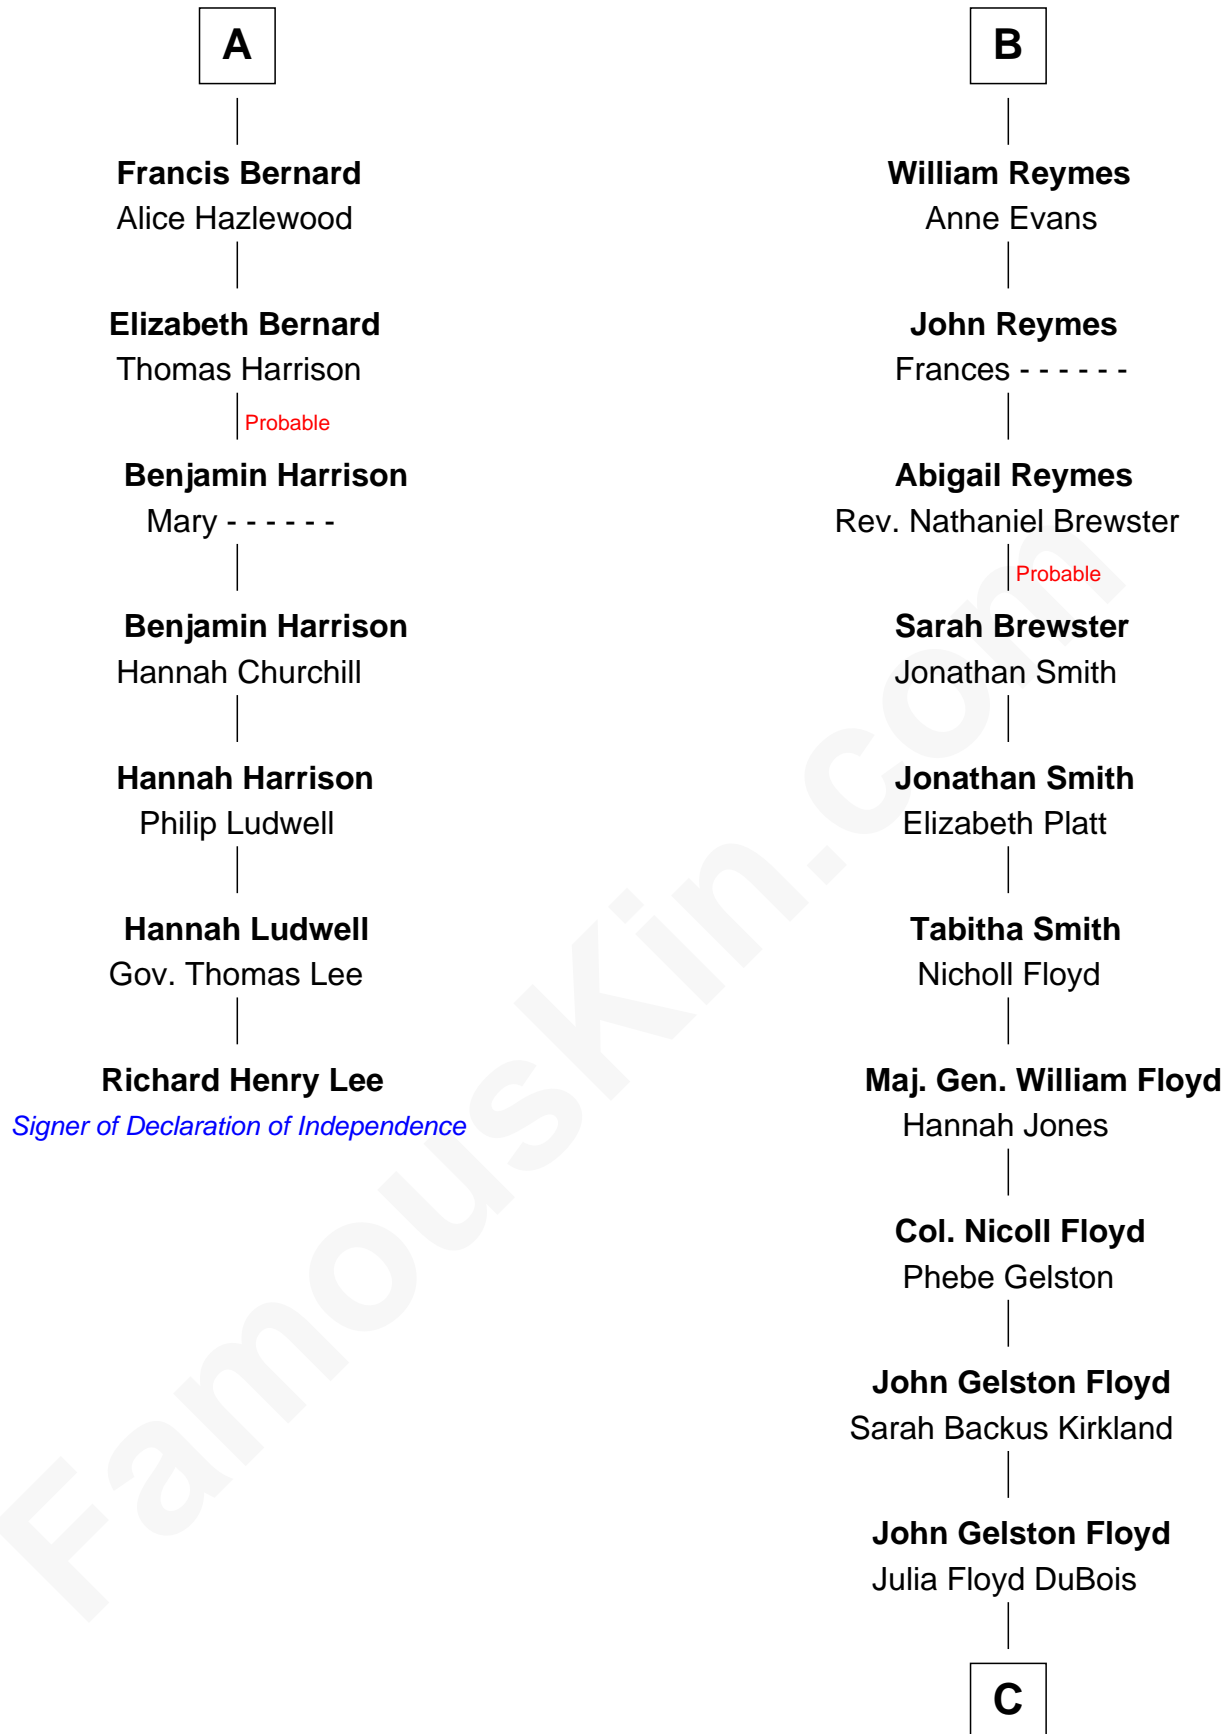 A
Francis Bernard
Alice Hazlewood
Elizabeth Bernard
Thomas Harrison
Probable
Benjamin Harrison
Mary - - - - - -
Benjamin Harrison
Hannah Churchill
Hannah Harrison
Philip Ludwell
Hannah Ludwell
Gov. Thomas Lee
Richard Henry Lee
Signer of Declaration of Independence
B
William Reymes
Anne Evans
John Reymes
Frances - - - - - -
Abigail Reymes
Rev. Nathaniel Brewster
Probable
Sarah Brewster
Jonathan Smith
Jonathan Smith
Elizabeth Platt
Tabitha Smith
Nicholl Floyd
Maj. Gen. William Floyd
Hannah Jones
Col. Nicoll Floyd
Phebe Gelston
John Gelston Floyd
Sarah Backus Kirkland
John Gelston Floyd
Julia Floyd DuBois
C
FamousKin.com